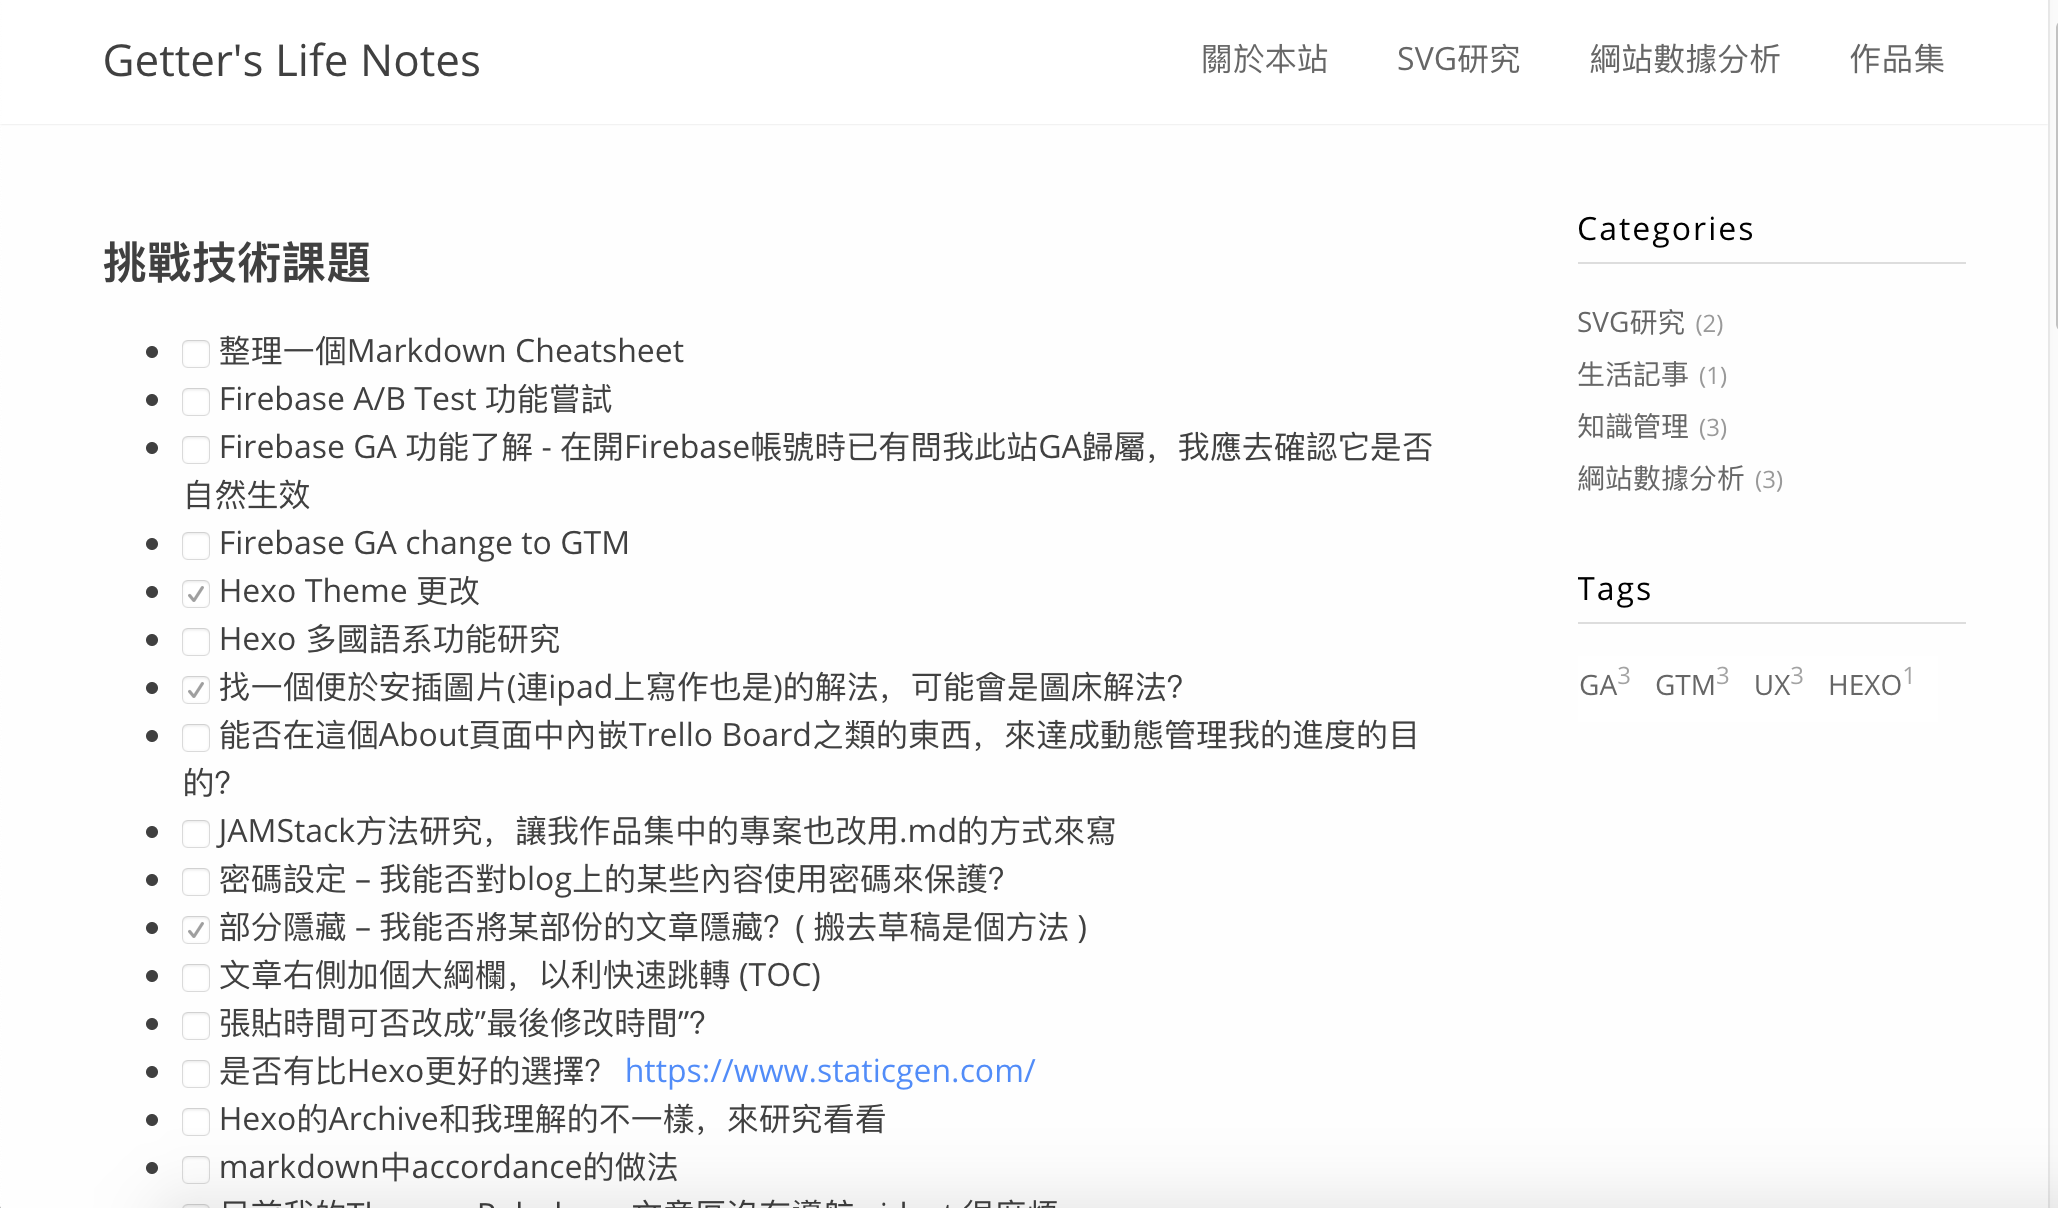 Getter's Life Notes
關於本站 SVG研究 綱站數據分析 作品集
挑戰技術課題
整理一個Markdown Cheatsheet
Firebase A/B Test 功能嘗試
Firebase GA 功能了解 - 在開Firebase帳號時已有問我此站GA歸屬，我應去確認它是否
自然生效
Firebase GA change to GTM
Hexo Theme 更改
Hexo 多國語系功能研究
找一個便於安插圖片(連ipad上寫作也是)的解法，可能會是圖床解法?
能否在這個About頁面中內嵌Trello Board之類的東西，來達成動態管理我的進度的目
的?
JAMStack方法研究，讓我作品集中的專案也改用.md的方式來寫
密碼設定 – 我能否對blog上的某些內容使用密碼來保護?
部分隱藏 – 我能否將某部份的文章隱藏? ( 搬去草稿是個方法 )
文章右側加個大綱欄，以利快速跳轉 (TOC)
張貼時間可否改成”最後修改時間”?
是否有比Hexo更好的選擇? https://www.staticgen.com/
Hexo的Archive和我理解的不一樣，來研究看看
markdown中accordance的做法
Categories
SVG研究 (2)
生活記事 (1)
知識管理 (3)
綱站數據分析 (3)
Tags
GA3 GTM3 UX3 HEXO1